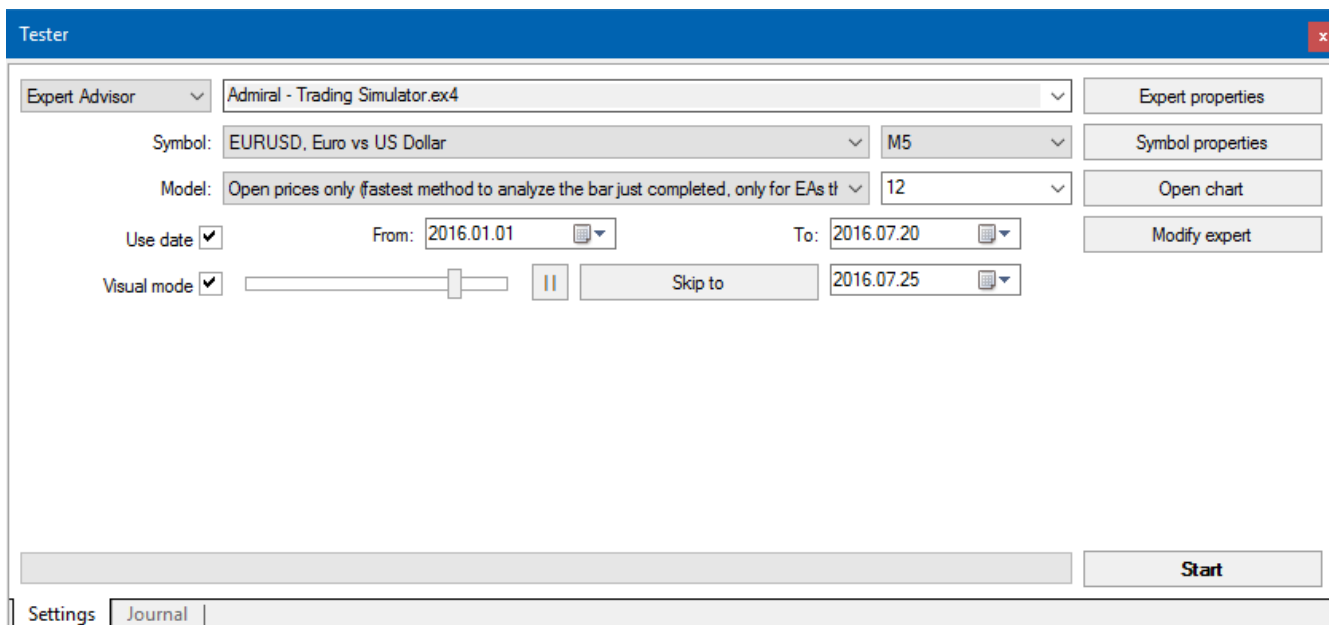 Tester
x
Expert Advisor Admiral - Trading Simulator.ex4 Expert properties
Symbol: EURUSD, Euro vs US Dollar M5 Symbol properties
Model: Open prices only (fastest method to analyze the bar just completed, only for EAs 12 Open chart
Use date From: 2016.01.01 To: 2016.07.20 Modify expert
Visual mode Skip to 2016.07.25
Start
Settings Journal